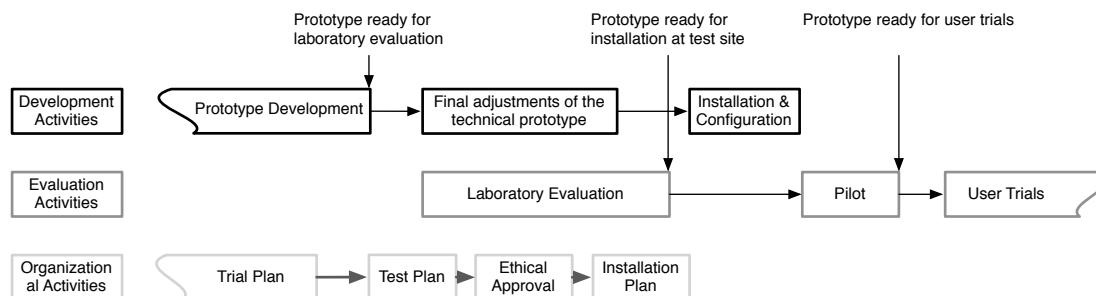 Prototype ready for
laboratory evaluation
Prototype ready for
installation at test site
Prototype ready for user trials
Development
Activities
Prototype Development
Final adjustments of the
technical prototype
Installation &
Configuration
Evaluation
Activities
Laboratory Evaluation
Pilot
User Trials
Organization
al Activities
Trial Plan
Test Plan
Ethical
Approval
Installation
Plan